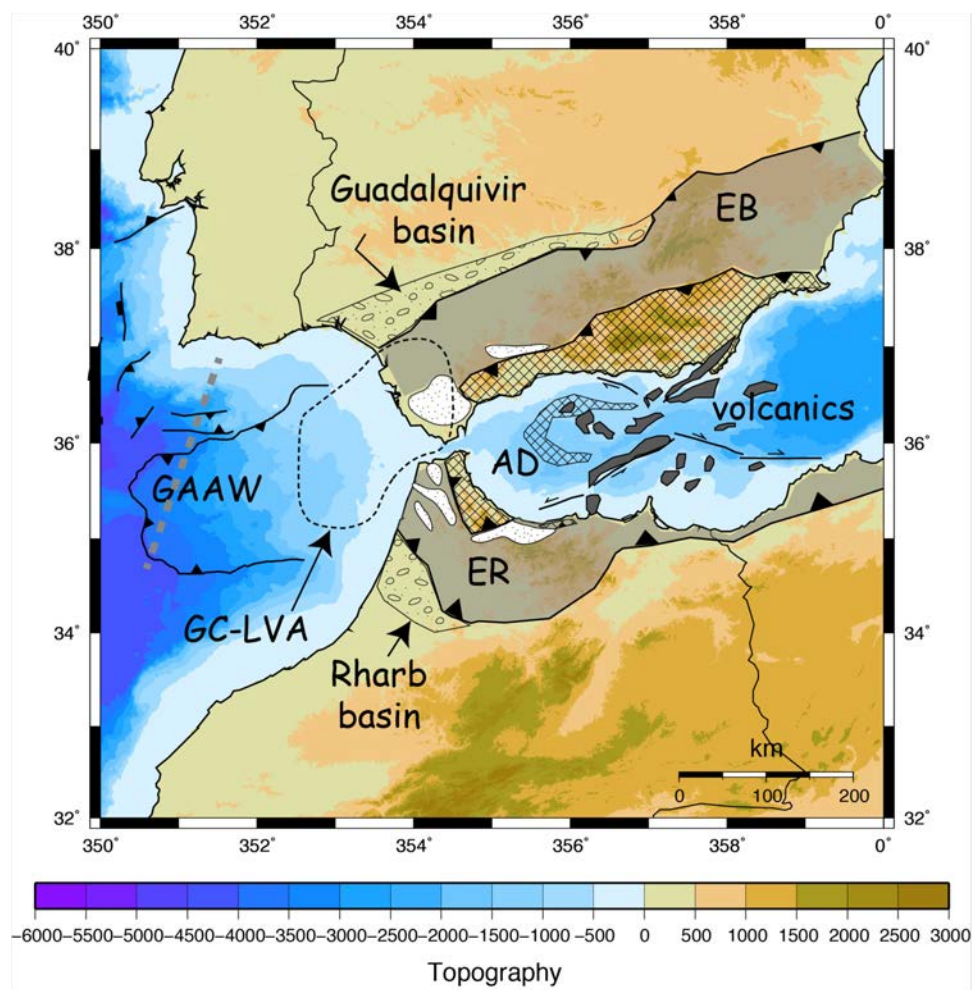 350° 352° 354° 356° 358° 0°
40° 40°
Guadalquivir
basin
EB
38° 38°
volcanics
36° 36°
AD
GAAW
ER
GC-LVA
34° 34°
Rharb
basin
km
0 100 200
32° 32°
350° 352° 354° 356° 358° 0°
−6000−5500−5000−4500−4000−3500−3000−2500−2000−1500−1000 −500 0 500 1000 1500 2000 2500 3000
Topography